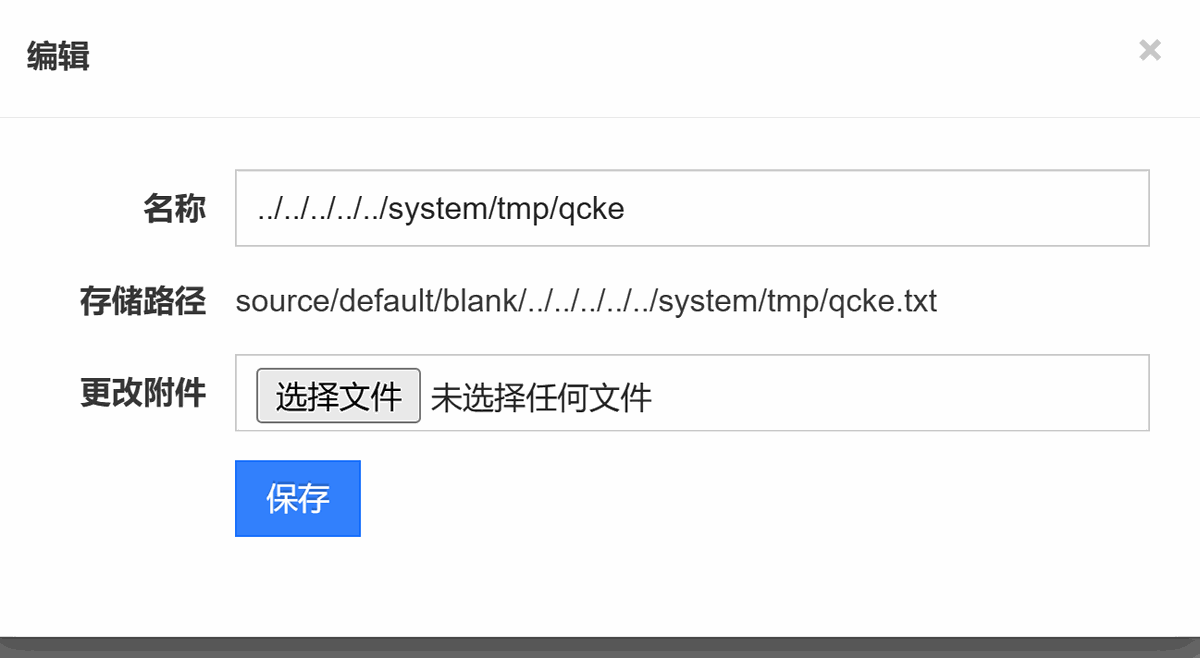 编辑
×
名称 ../../../../../system/tmp/qcke
存储路径 source/default/blank/../../../../../system/tmp/qcke.txt
更改附件 选择文件 未选择任何文件
保存